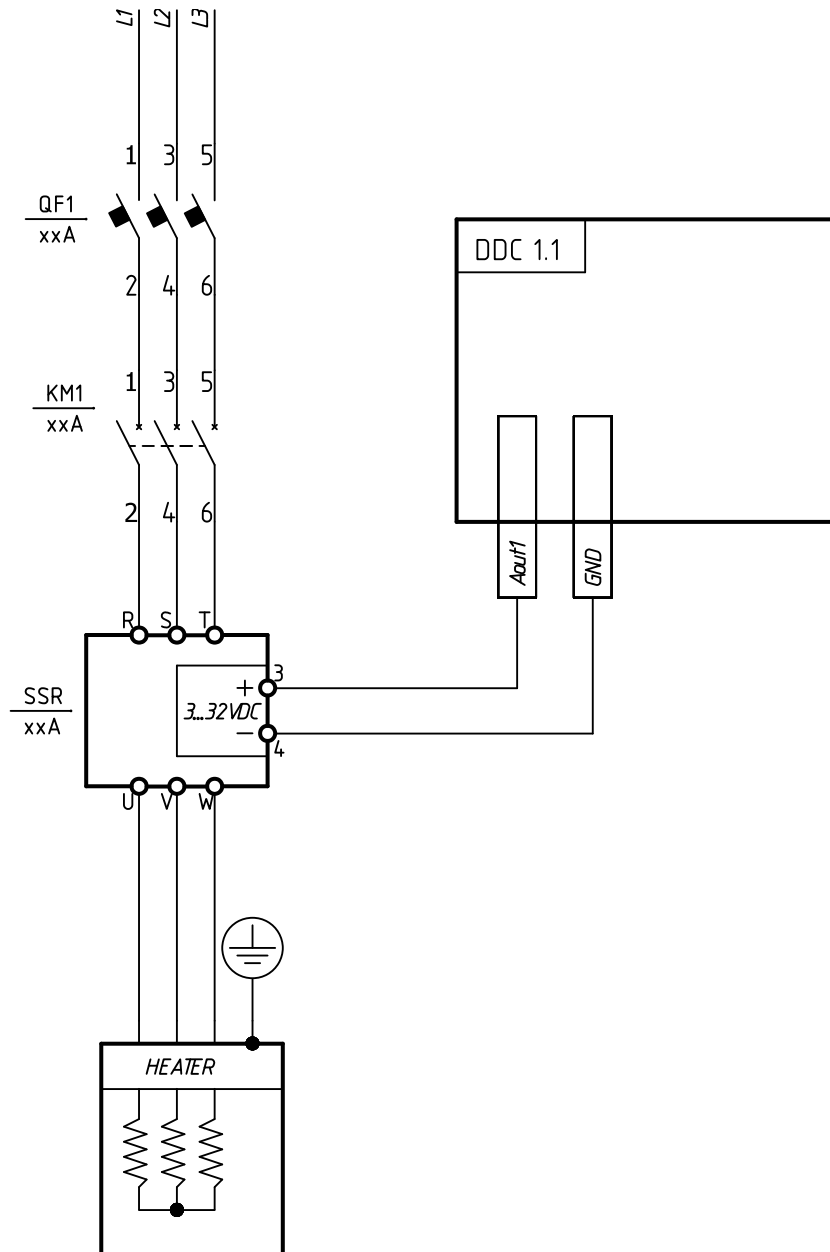 L1 L2 L3
1 3 5
QF1
xxA
2 4 6
DDC 1.1
1 3 5
KM1
xxA
2 4 6
Aout1 GND
R S T
3
+
SSR
xxA
3...32VDC
−
4
U V W
HEATER